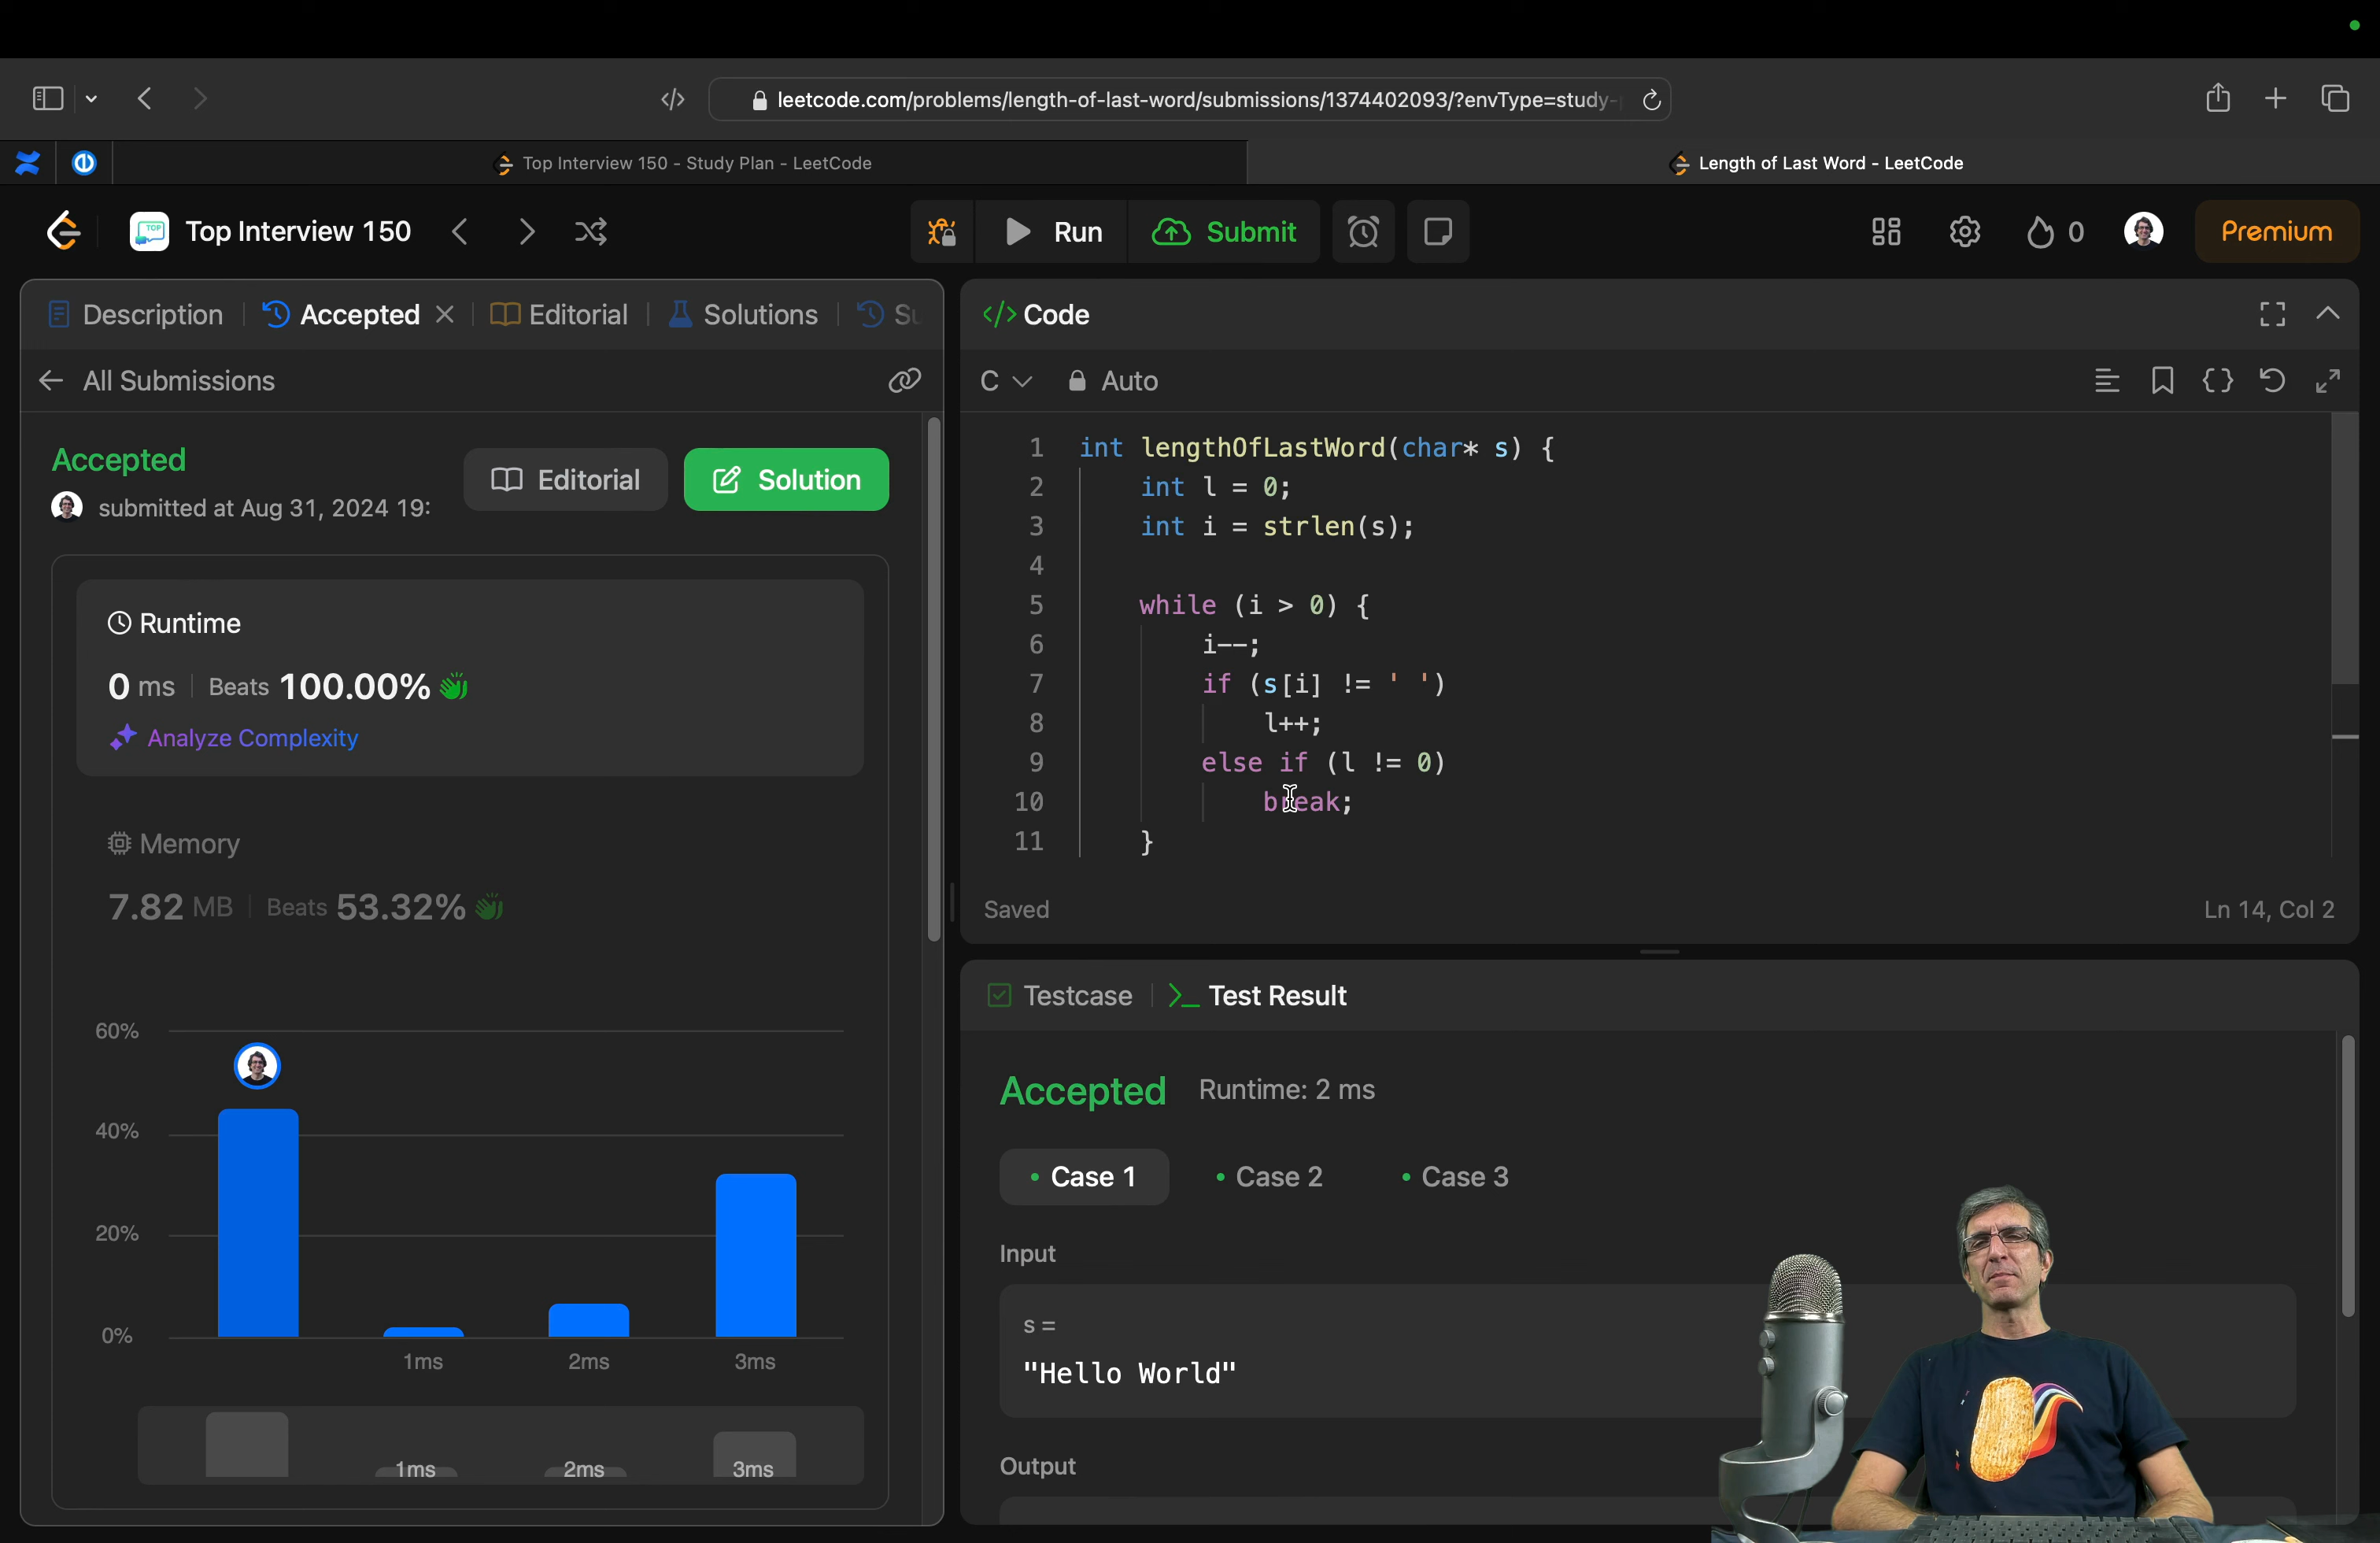 leetcode.com/problems/length-of-last-word/submissions/1374402093/?envType=study-
Top Interview 150 - Study Plan - LeetCode
Length of Last Word - LeetCode
Top Interview 150
Run
Submit
0
Premium
Description
Accepted
Editorial
Solutions
Su
All Submissions
Accepted
submitted at Aug 31, 2024 19:
Editorial
Solution
Runtime
0 ms
Beats 100.00%
Analyze Complexity
Memory
7.82 MB
Beats 53.32%
60%
40%
20%
0%
1ms
2ms
3ms
1ms
2ms
3ms
</> Code
C
Auto
1 int lengthOfLastWord(char* s) {
2 int l = 0;
3 int i = strlen(s);
4
5 while (i > 0) {
6 i--;
7 if (s[i] != ' ')
8 l++;
9 else if (l != 0)
10 break;
11 }
Saved
Ln 14, Col 2
Testcase
Test Result
Accepted
Runtime: 2 ms
Case 1
Case 2
Case 3
Input
s =
"Hello World"
Output